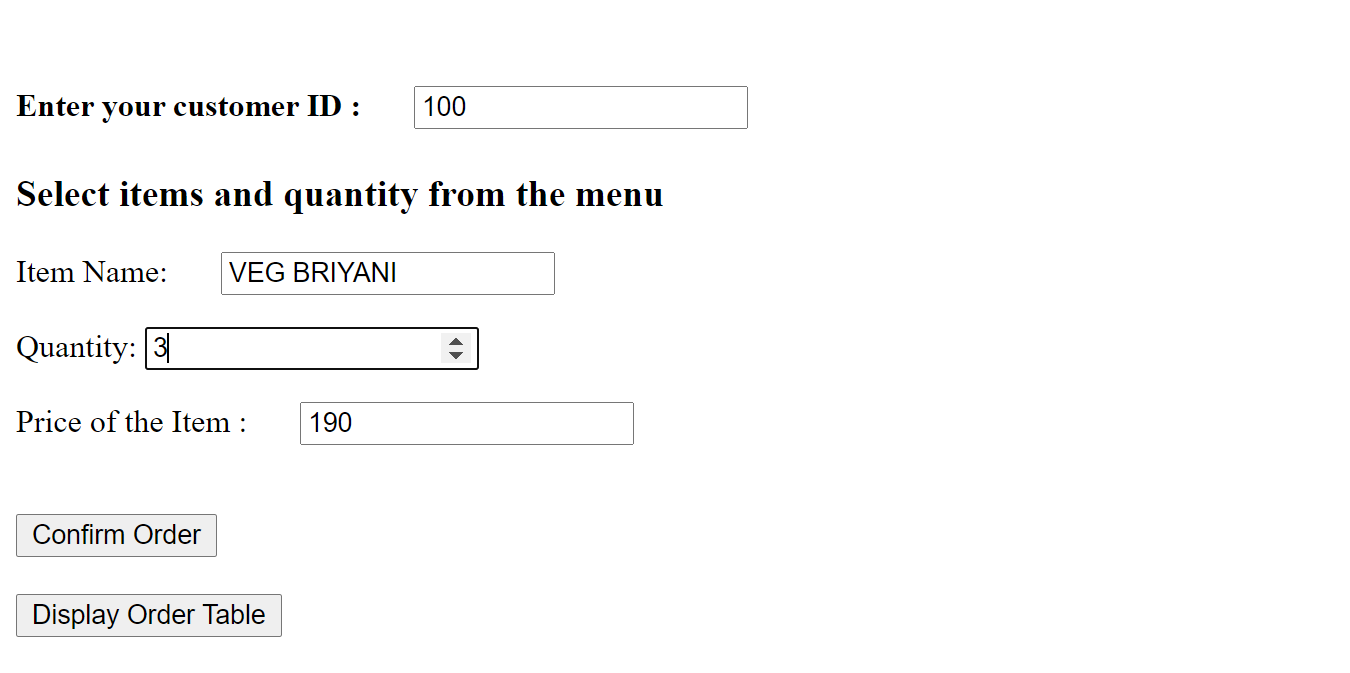 Enter your customer ID : 100
Select items and quantity from the menu
Item Name: VEG BRIYANI
Quantity: 3
Price of the Item : 190
Confirm Order
Display Order Table